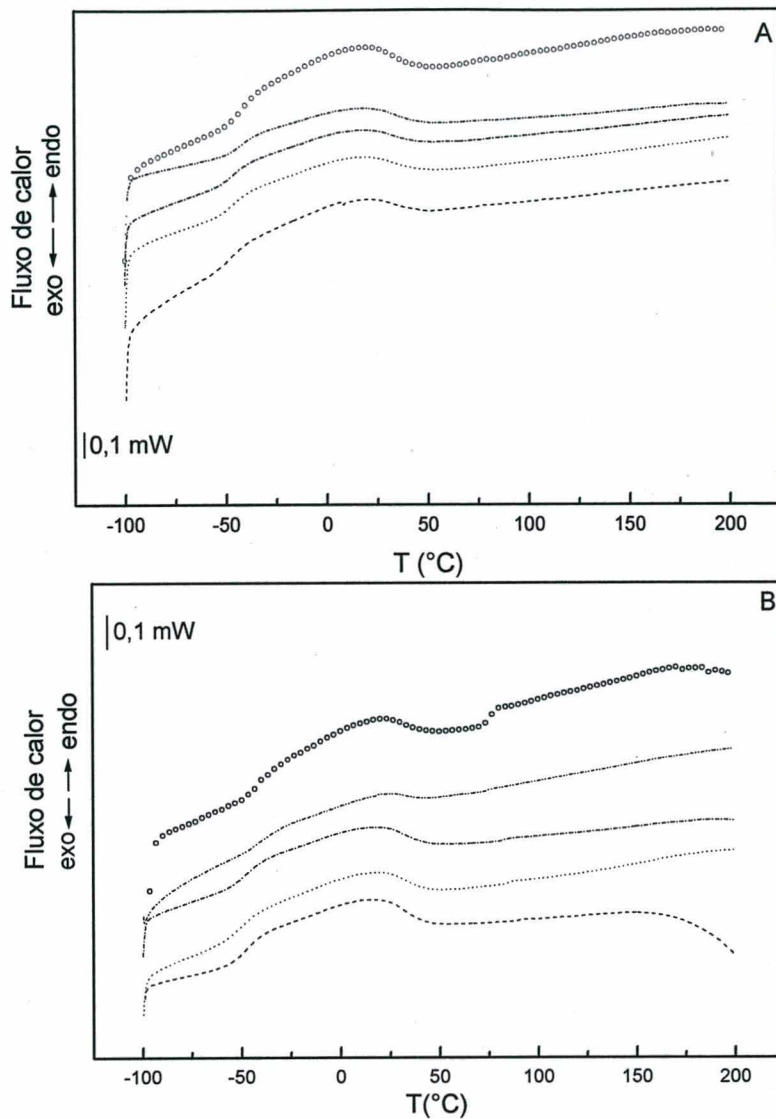 A
Fluxo de calor
exo ←— —→ endo
0,1 mW
-100 -50 0 50 100 150 200
T (°C)
B
0,1 mW
Fluxo de calor
exo ←— —→ endo
-100 -50 0 50 100 150 200
T(°C)